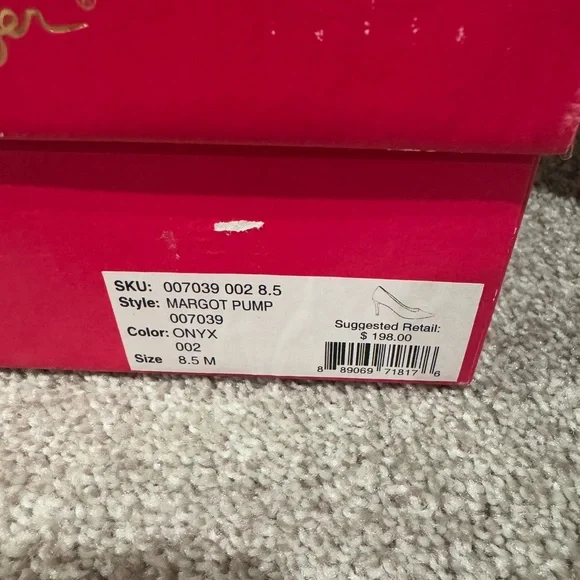 SKU: 007039 002 8.5
Style: MARGOT PUMP
007039
Color: ONYX
002
Size 8.5 M
Suggested Retail:
$ 198.00
8 89069 71817 6